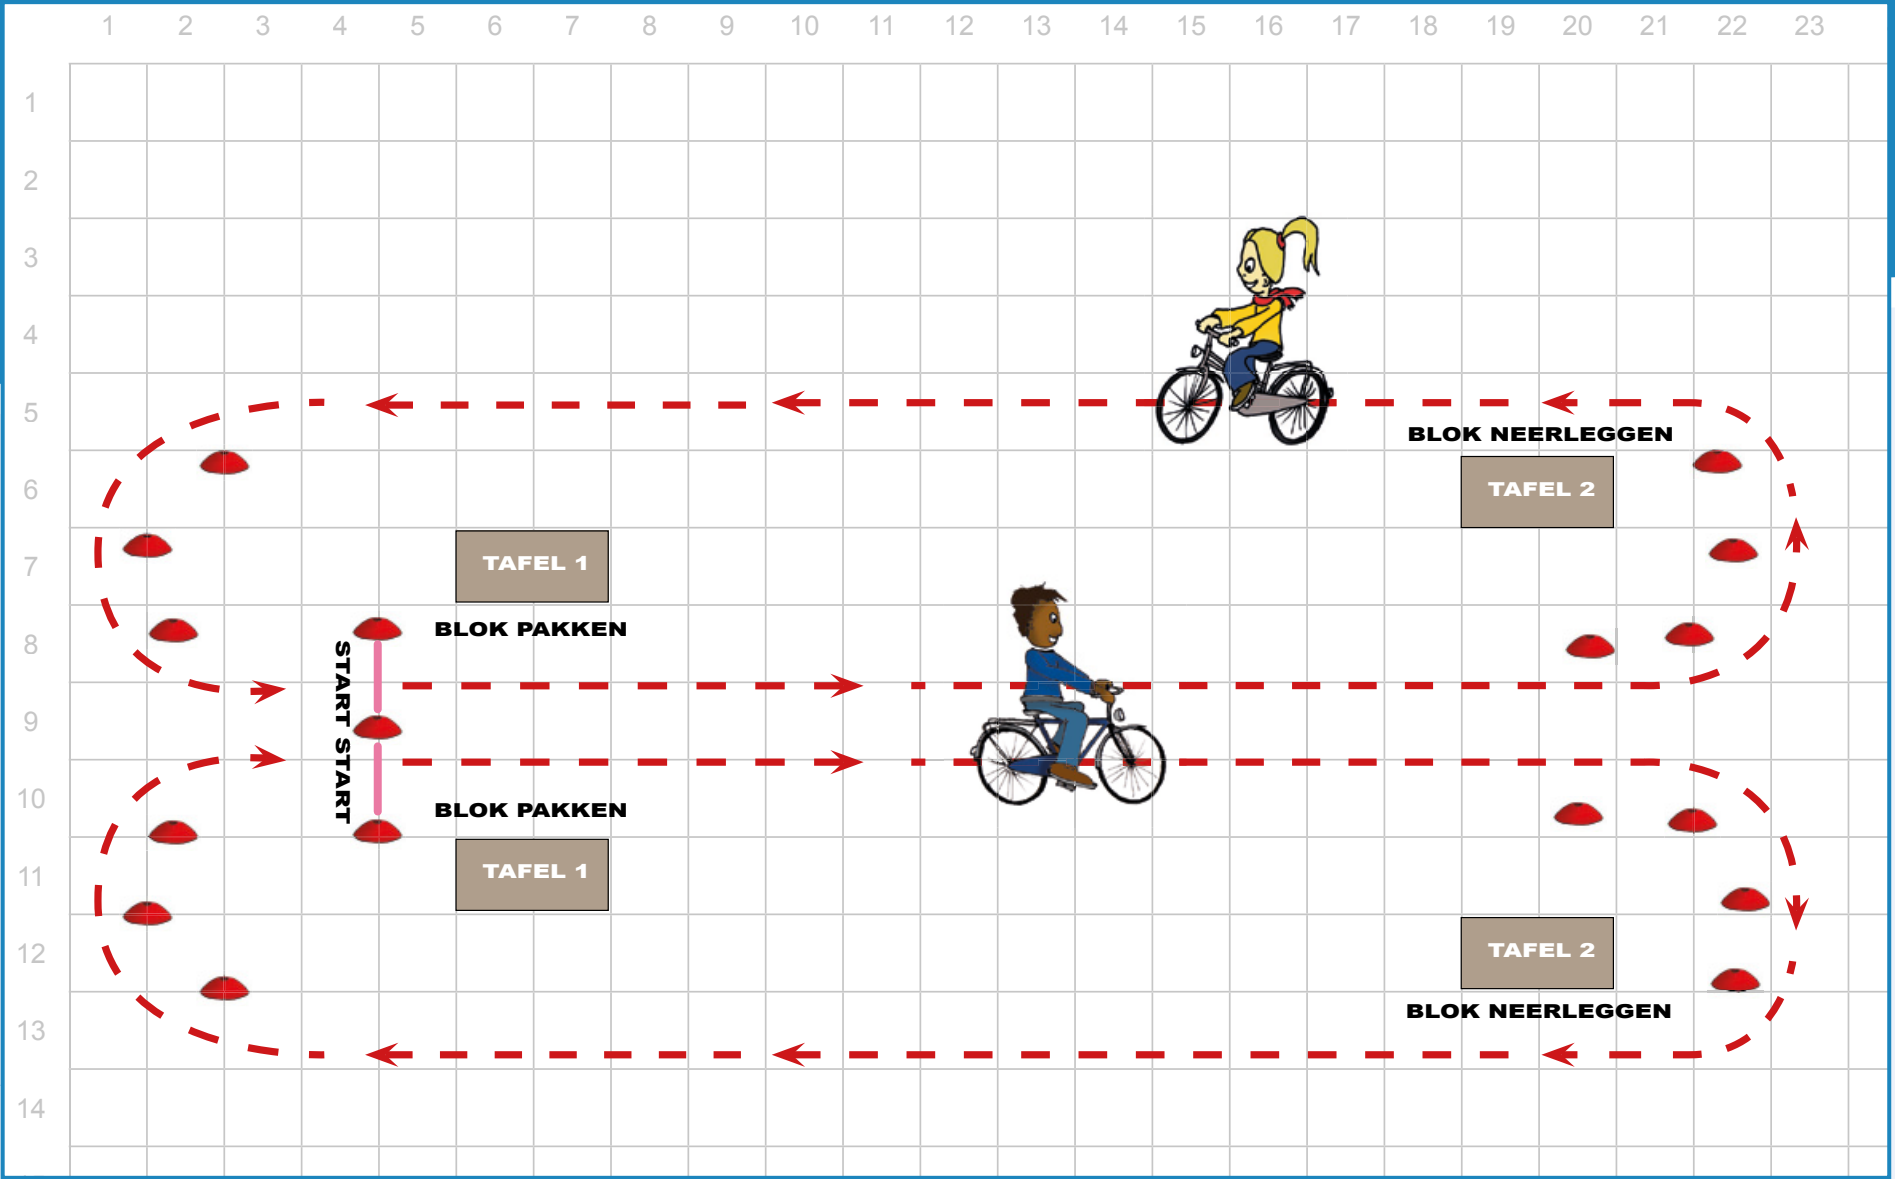 1 2 3 4 5 6 7 8 9 10 11 12 13 14 15 16 17 18 19 20 21 22 23
1
2
3
4
5
BLOK NEERLEGGEN
6
TAFEL 2
7
TAFEL 1
8
BLOK PAKKEN
START
9
START
10
BLOK PAKKEN
11
TAFEL 1
12
TAFEL 2
BLOK NEERLEGGEN
13
14